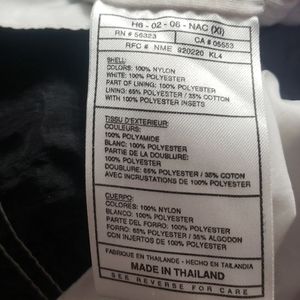 H6 - 02 - 06 - NAC (XI)
RN # 56323 CA # 05553
RFC # NME 920220 KL4
SHELL:
COLORS: 100% NYLON
WHITE: 100% POLYESTER
PART OF LINING: 100% POLYESTER
LINING: 65% POLYESTER / 35% COTTON
WITH 100% POLYESTER INSETS
TISSU D'EXTERIEUR:
COULEURS:
100% POLYAMIDE
BLANC: 100% POLYESTER
PARTIE DE LA DOUBLURE:
100% POLYESTER
DOUBLURE: 65% POLYESTER / 35% COTON
AVEC INCRUSTATIONS DE 100% POLYESTER
CUERPO:
COLORES: 100% NYLON
BLANCO: 100% POLYESTER
PARTE DEL FORRO: 100% POLYESTER
FORRO: 65% POLYESTER / 35% ALGODON
CON INJERTOS DE 100% POLYESTER
FABRIQUE EN THAILANDE - HECHO EN TAILANDIA
MADE IN THAILAND
SEE REVERSE FOR CARE